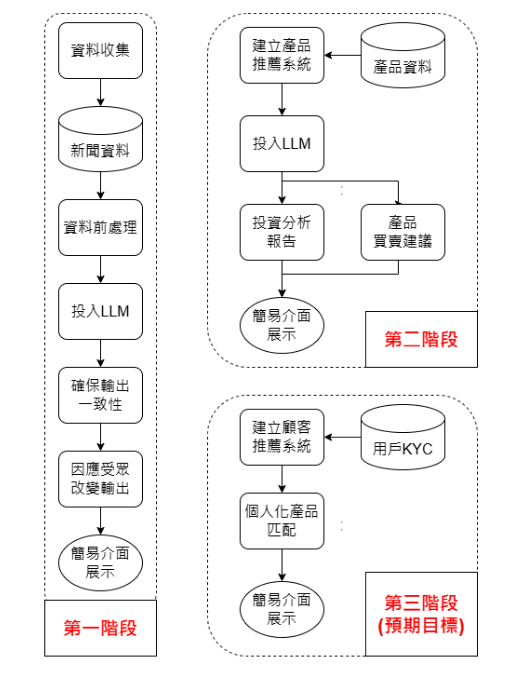 資料收集
新聞資料
資料前處理
投入LLM
確保輸出
一致性
因應受眾
改變輸出
簡易介面
展示
第一階段
建立產品
推薦系統
產品資料
投入LLM
:
投資分析
報告
產品
買賣建議
簡易介面
展示
第二階段
建立顧客
推薦系統
用戶KYC
個人化產品
匹配
:
簡易介面
展示
第三階段
(預期目標)